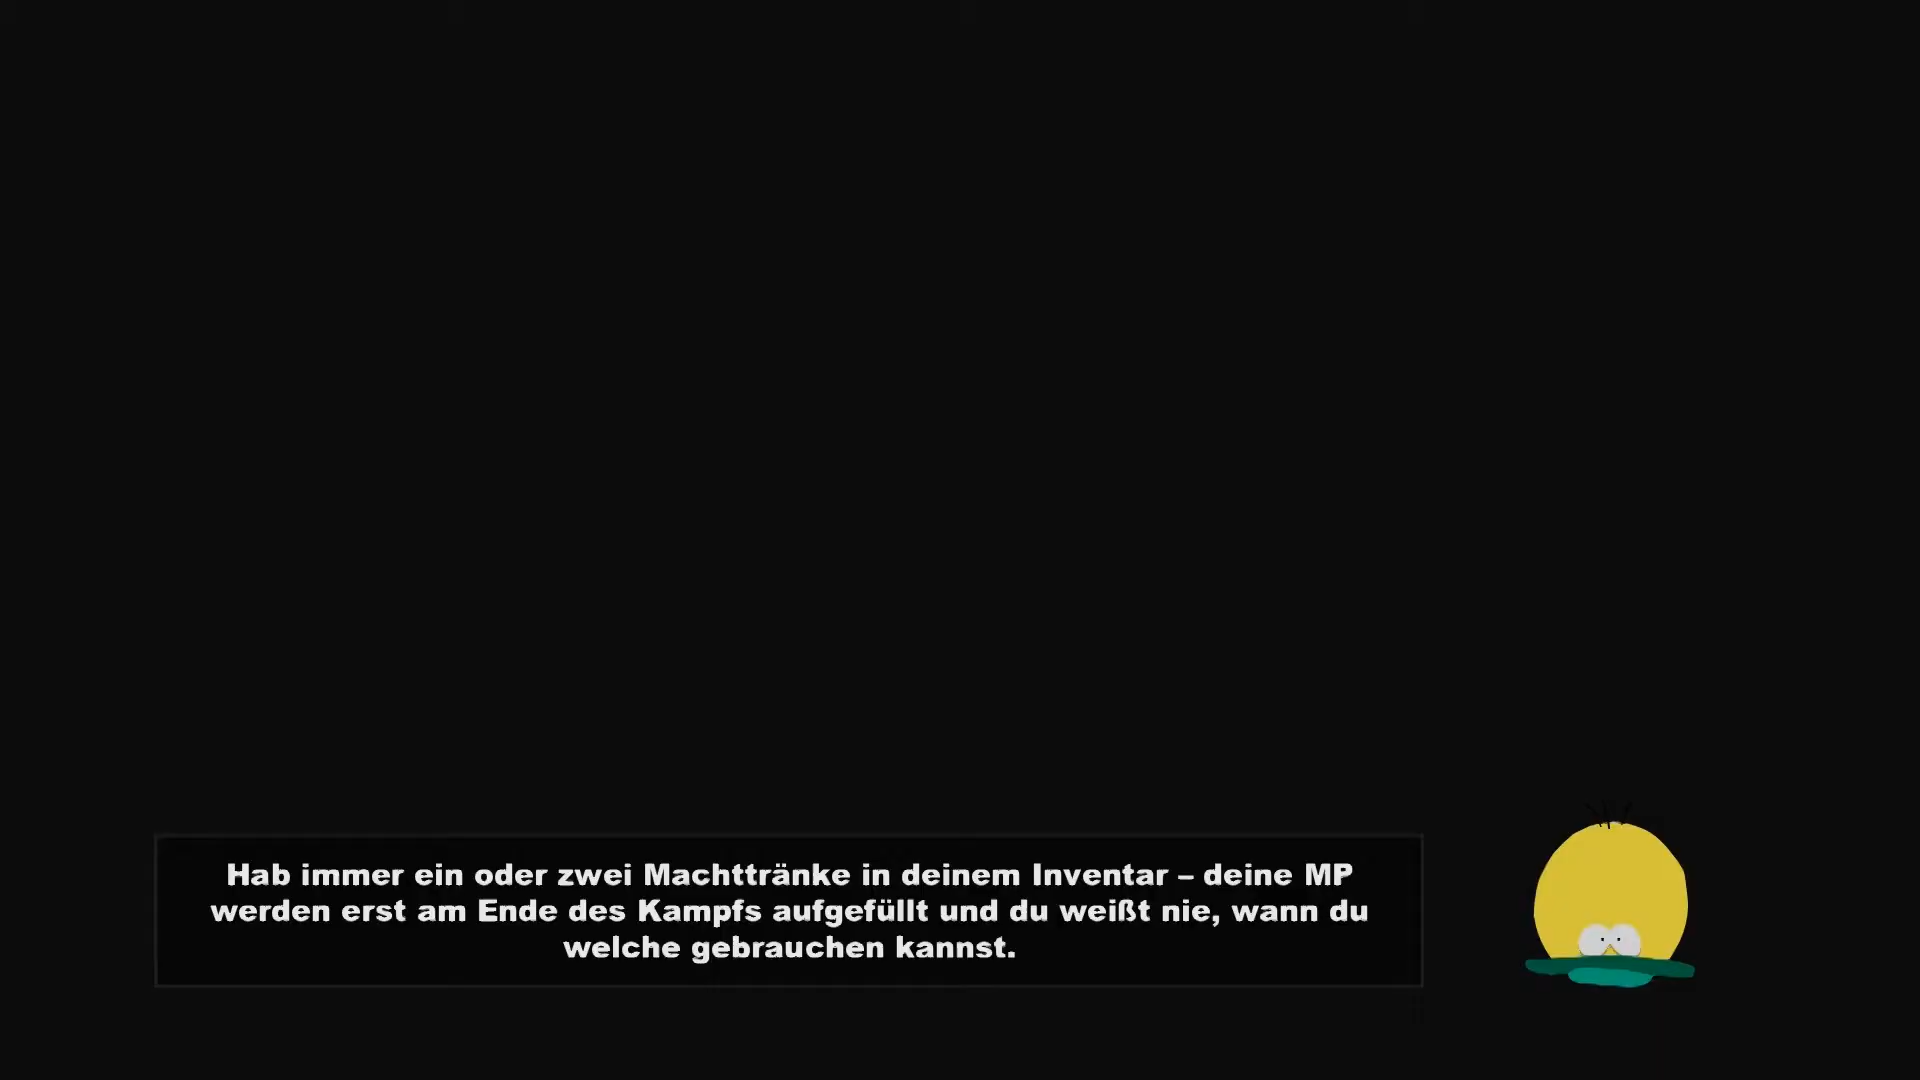 Hab immer ein oder zwei Machttränke in deinem Inventar – deine MP
werden erst am Ende des Kampfs aufgefüllt und du weißt nie, wann du
welche gebrauchen kannst.